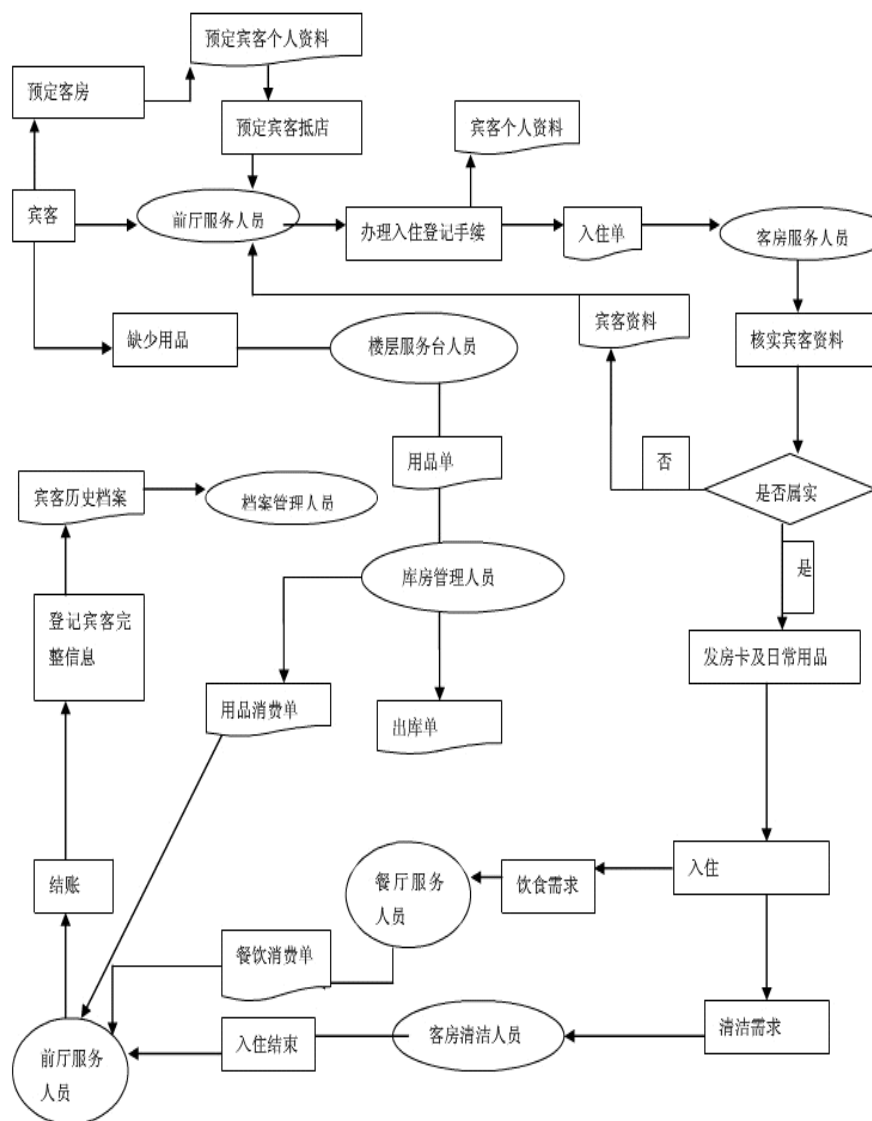 预定宾客个人资料
预定客房
预定宾客抵店
宾客个人资料
宾客
前厅服务人员
办理入住登记手续
入住单
客房服务人员
宾客资料
缺少用品
楼层服务台人员
核实宾客资料
用品单
否
是否属实
宾客历史档案
档案管理人员
库房管理人员
是
登记宾客完
整信息
发房卡及日常用品
用品消费单
出库单
结账
餐厅服务
人员
饮食需求
入住
餐饮消费单
入住结束
客房清洁人员
清洁需求
前厅服务
人员